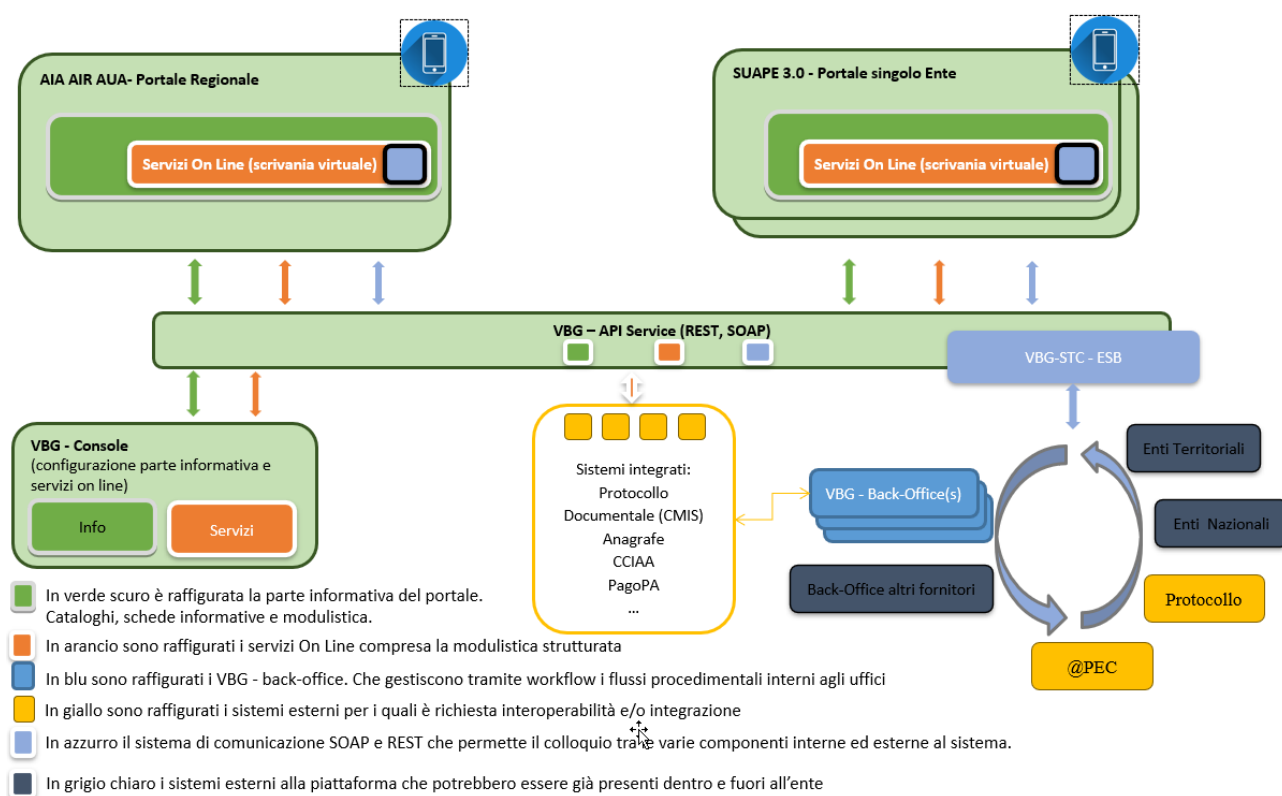 AIA AIR AUA- Portale Regionale
Servizi On Line (scrivania virtuale)
SUAPE 3.0 - Portale singolo Ente
Servizi On Line (scrivania virtuale)
VBG – API Service (REST, SOAP)
VBG-STC - ESB
VBG - Console
(configurazione parte informativa e
servizi on line)
Info
Servizi
Sistemi integrati:
Protocollo
Documentale (CMIS)
Anagrafe
CCIAA
PagoPA
...
VBG - Back-Office(s)
Back-Office altri fornitori
Enti Territoriali
Enti Nazionali
Protocollo
@PEC
In verde scuro è raffigurata la parte informativa del portale.
Cataloghi, schede informative e modulistica.
In arancio sono raffigurati i servizi On Line compresa la modulistica strutturata
In blu sono raffigurati i VBG - back-office. Che gestiscono tramite workflow i flussi procedimentali interni agli uffici
In giallo sono raffigurati i sistemi esterni per i quali è richiesta interoperabilità e/o integrazione
In azzurro il sistema di comunicazione SOAP e REST che permette il colloquio tra e varie componenti interne ed esterne al sistema.
In grigio chiaro i sistemi esterni alla piattaforma che potrebbero essere già presenti dentro e fuori all'ente